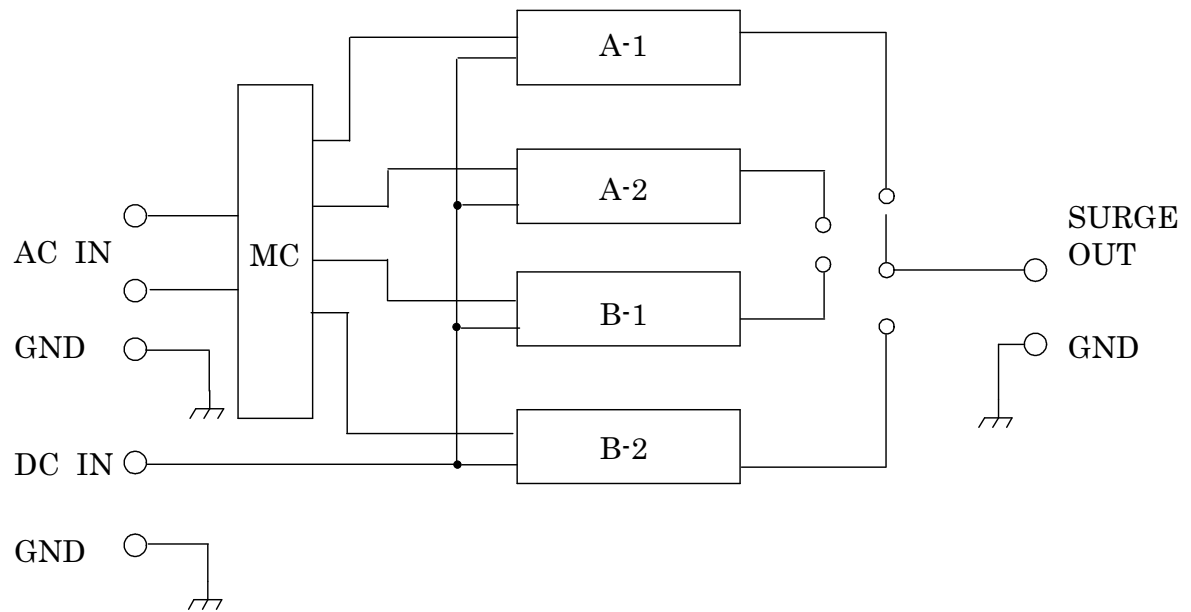 A-1
A-2
MC
B-1
B-2
AC IN
GND
DC IN
GND
SURGE
OUT
GND